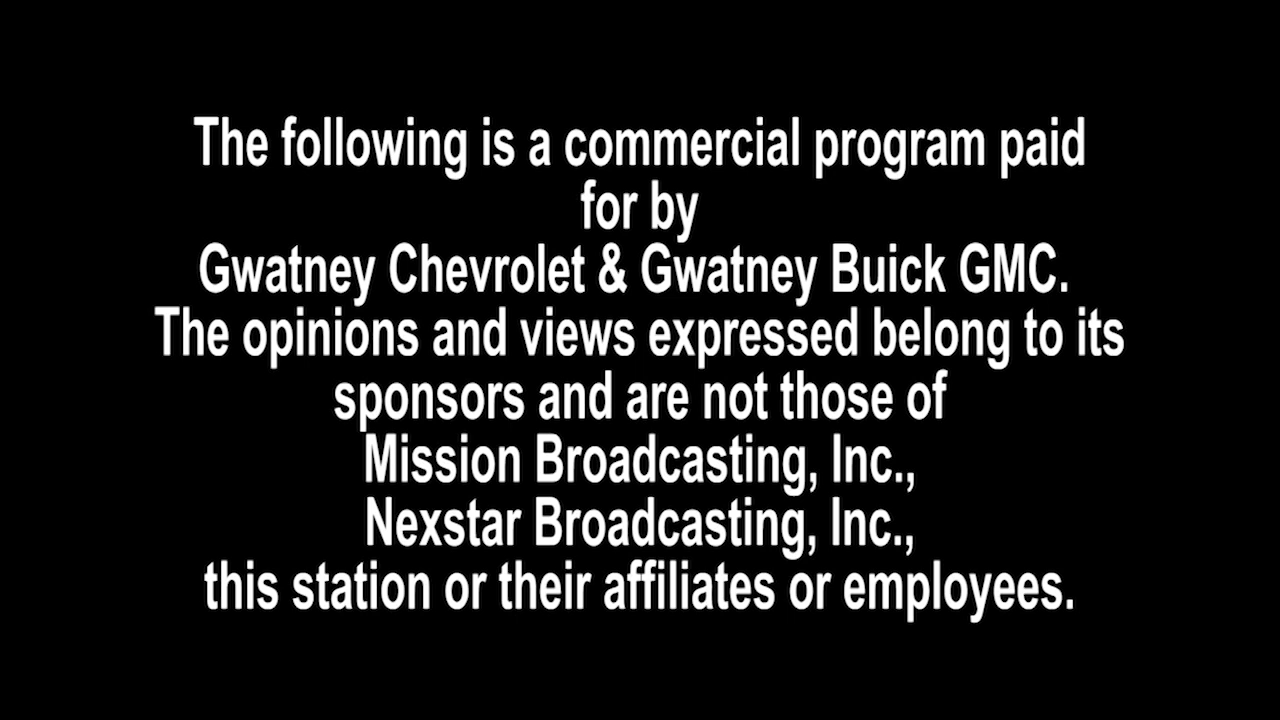 The following is a commercial program paid
for by
Gwatney Chevrolet & Gwatney Buick GMC.
The opinions and views expressed belong to its
sponsors and are not those of
Mission Broadcasting, Inc.,
Nexstar Broadcasting, Inc.,
this station or their affiliates or employees.